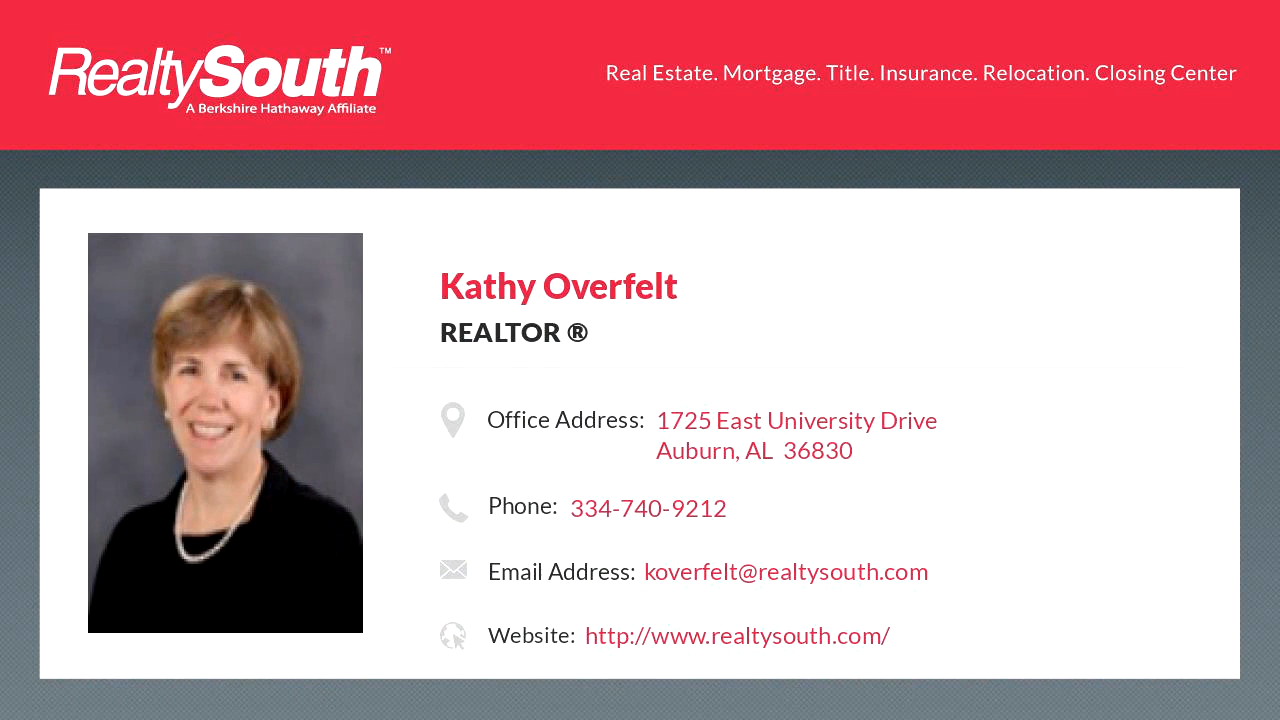 RealtySouth™
A Berkshire Hathaway Affiliate
Real Estate. Mortgage. Title. Insurance. Relocation. Closing Center
Kathy Overfelt
REALTOR ®
Office Address: 1725 East University Drive
Auburn, AL 36830
Phone: 334-740-9212
Email Address: koverfelt@realtysouth.com
Website: http://www.realtysouth.com/